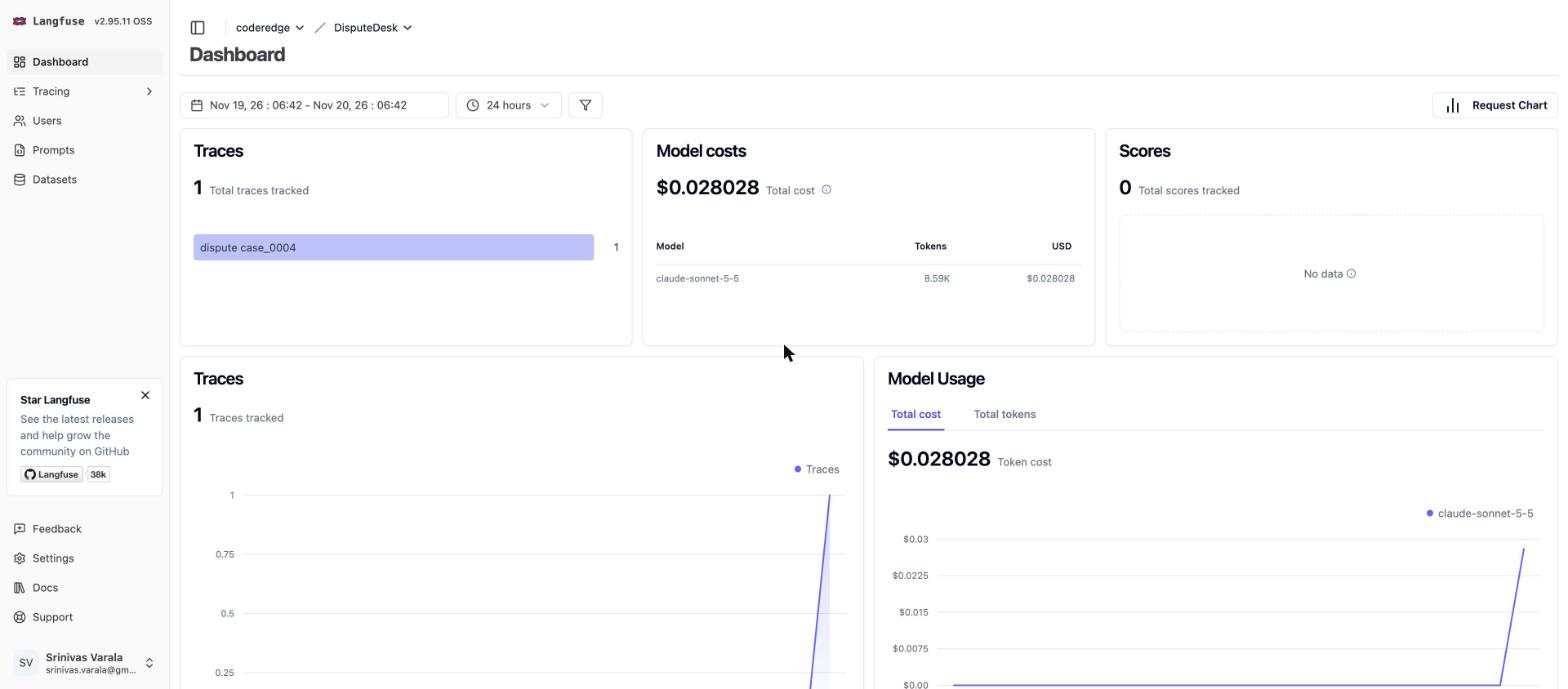 Langfuse v2.95.11 OSS
Dashboard
Tracing
Users
Prompts
Datasets
Star Langfuse
See the latest releases
and help grow the
community on GitHub
Langfuse 38k
Feedback
Settings
Docs
Support
SV
Srinivas Varala
srinivas.varala@gm...
coderedge / DisputeDesk
Dashboard
Nov 19, 26 : 06:42 - Nov 20, 26 : 06:42
24 hours
Request Chart
Traces
1 Total traces tracked
dispute case_0004 1
Model costs
$0.028028 Total cost
Model Tokens USD
claude-sonnet-5-5 8.59K $0.028028
Scores
0 Total scores tracked
No data
Traces
1 Traces tracked
Traces
1
0.75
0.5
0.25
Model Usage
Total cost Total tokens
$0.028028 Token cost
claude-sonnet-5-5
$0.03
$0.0225
$0.015
$0.0075
$0.00